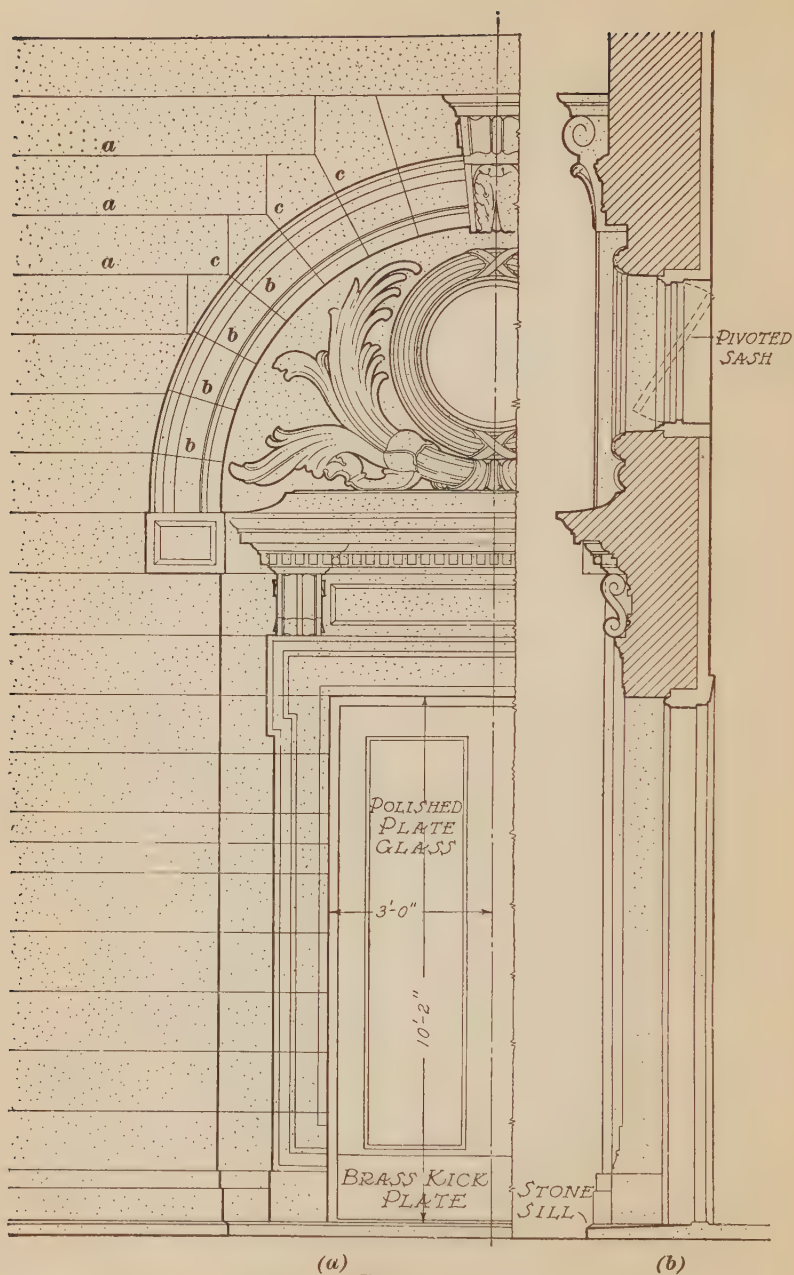 a
c
a
c
a
c
b
b
b
b
PIVOTED
SASH
POLISHED
PLATE
GLASS
3'-0"
10'-2"
BRASS KICK
PLATE
STONE
SILL
(a)
(b)